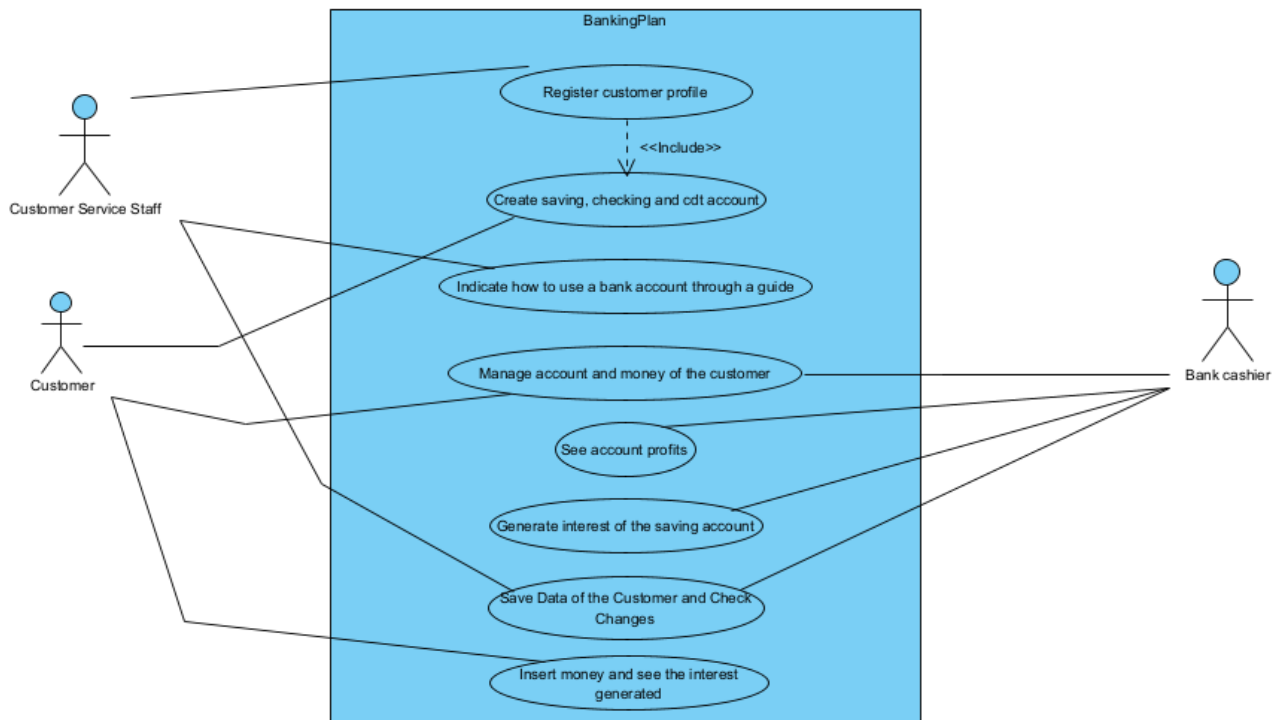 BankingPlan
Register customer profile
<<Include>>
Customer Service Staff
Create saving, checking and cdt account
Indicate how to use a bank account through a guide
Customer
Manage account and money of the customer
Bank cashier
See account profits
Generate interest of the saving account
Save Data of the Customer and Check
Changes
Insert money and see the interest
generated